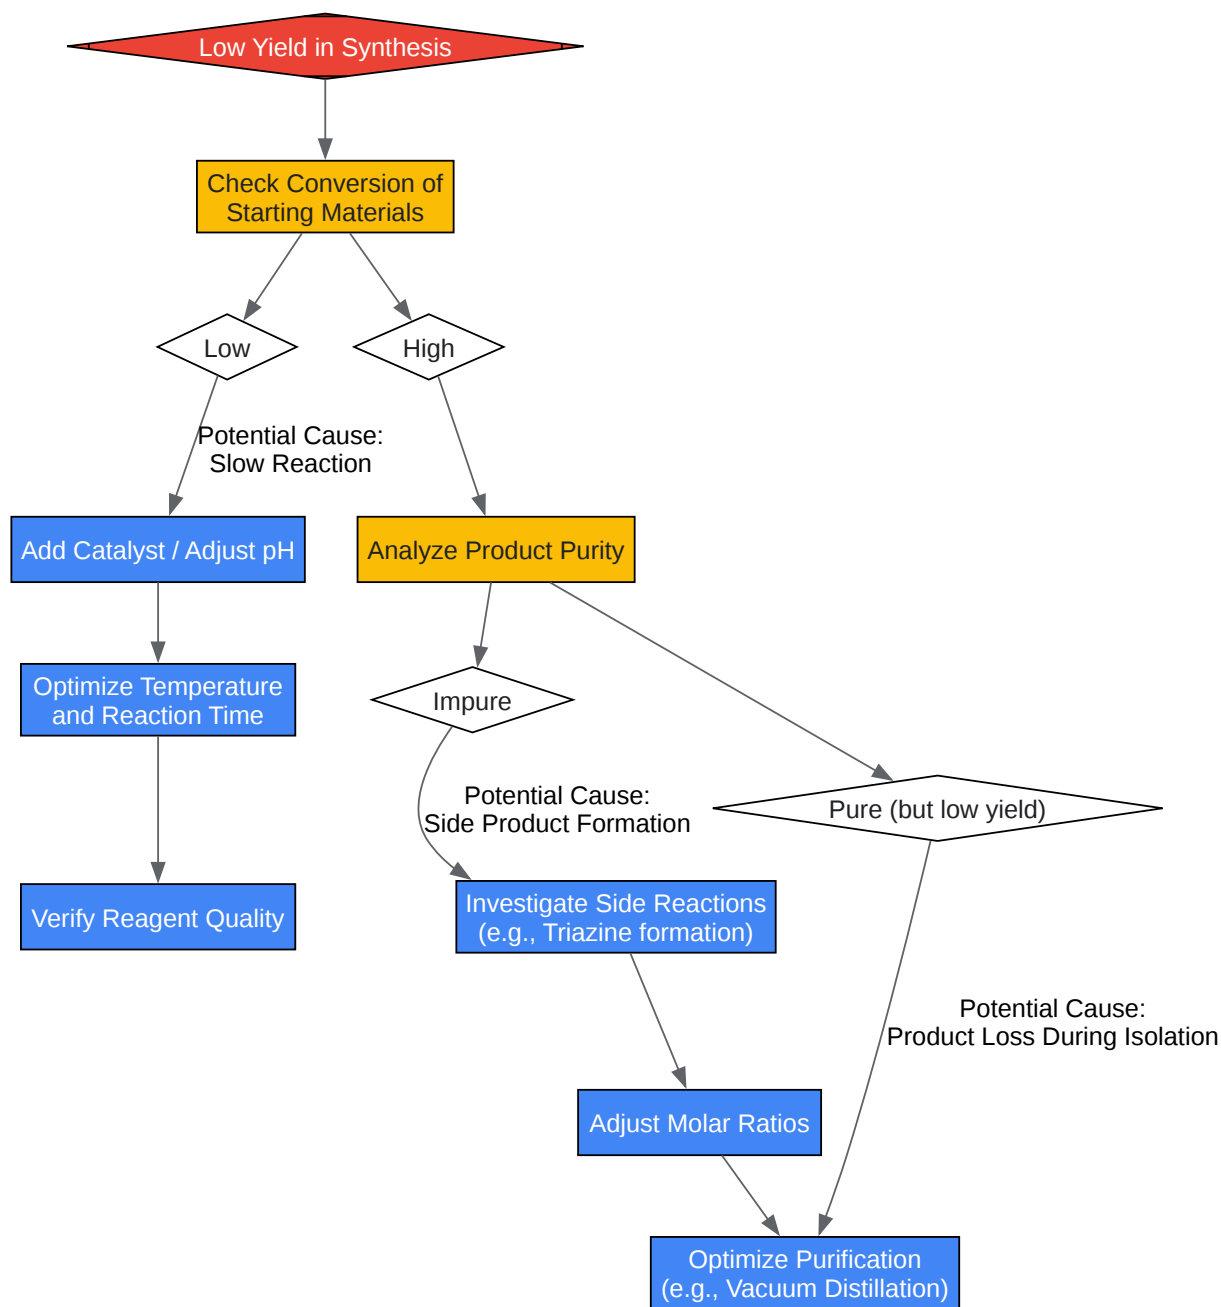 Low Yield in Synthesis
Check Conversion of
Starting Materials
Low
High
Potential Cause:
Slow Reaction
Add Catalyst / Adjust pH
Analyze Product Purity
Optimize Temperature
and Reaction Time
Impure
Potential Cause:
Side Product Formation
Pure (but low yield)
Verify Reagent Quality
Investigate Side Reactions
(e.g., Triazine formation)
Potential Cause:
Product Loss During Isolation
Adjust Molar Ratios
Optimize Purification
(e.g., Vacuum Distillation)